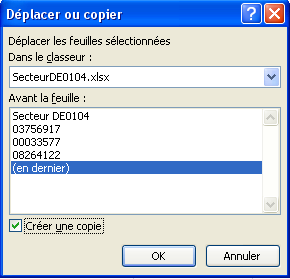 Déplacer ou copier
Déplacer les feuilles sélectionnées
Dans le classeur :
SecteurDE0104.xlsx
Avant la feuille :
Secteur DE0104
03756917
00033577
08264122
(en dernier)
Créer une copie
OK
Annuler